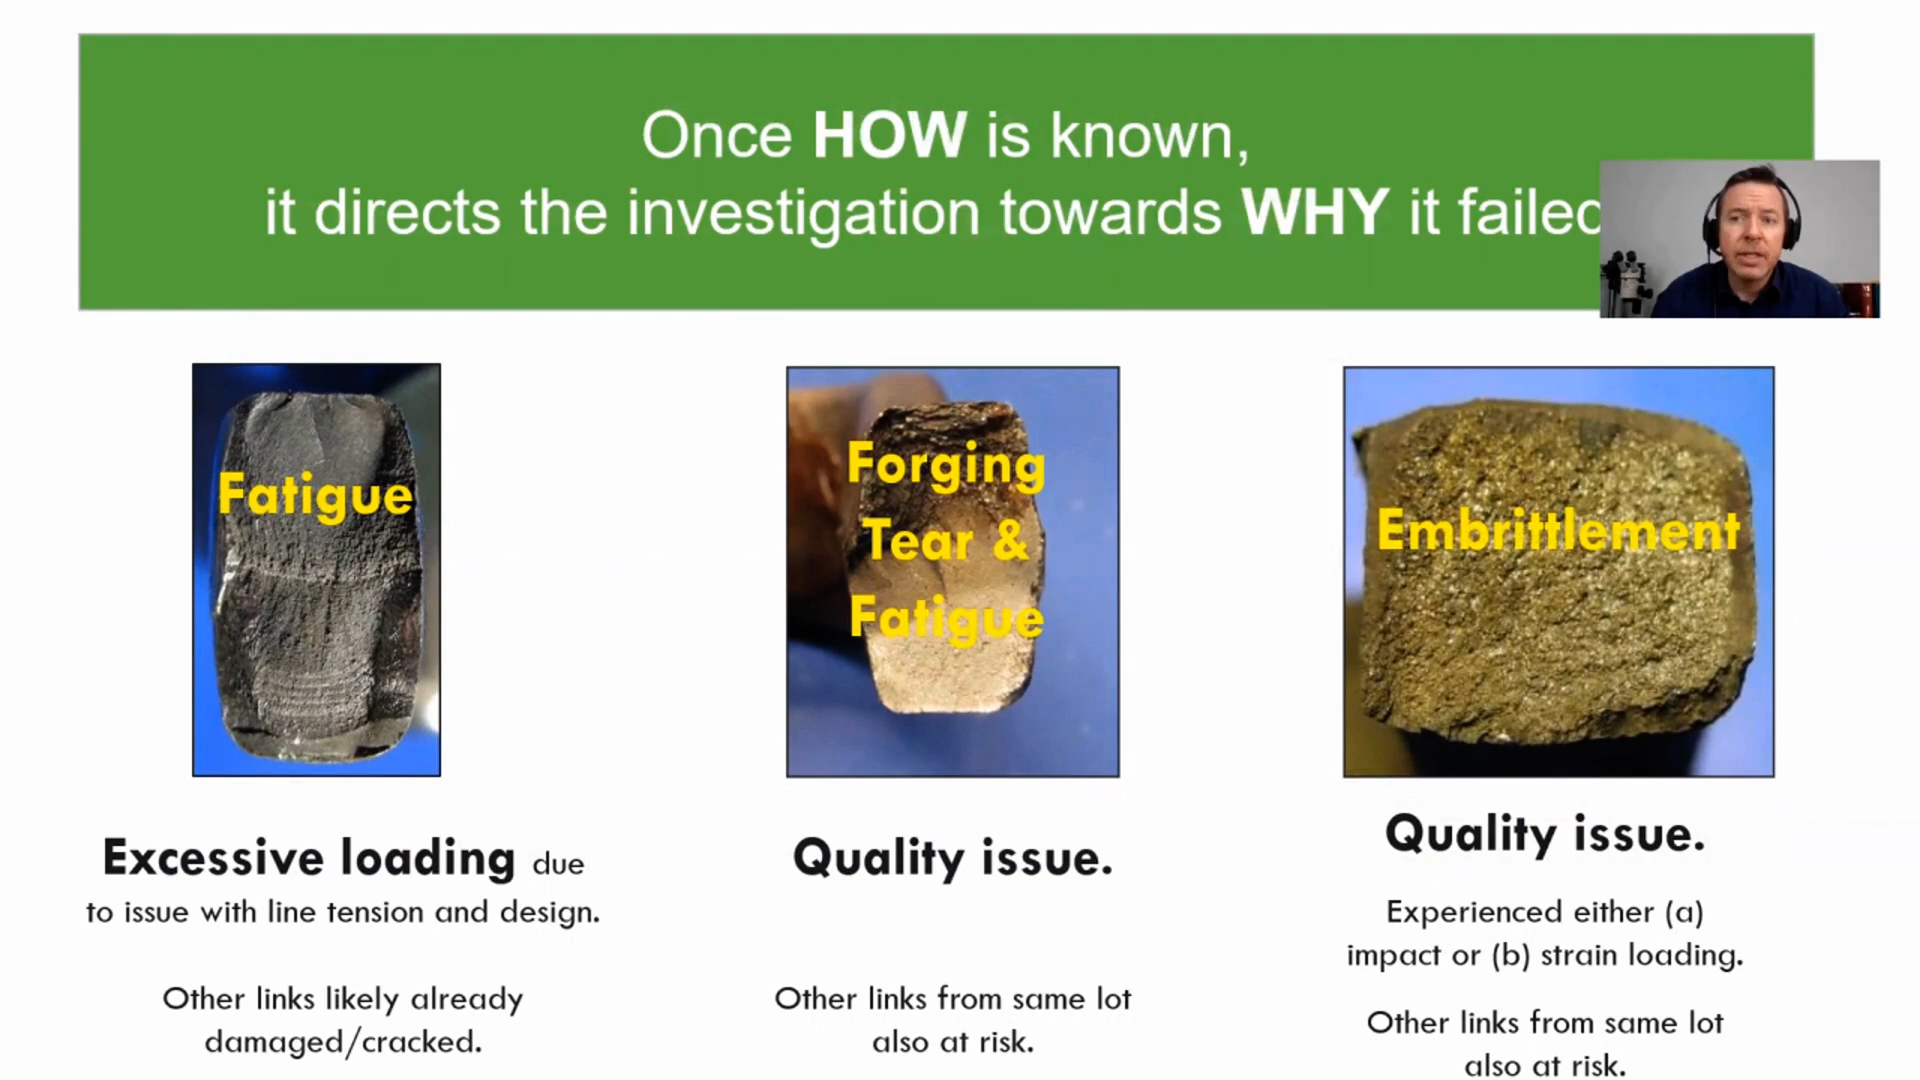 Once HOW is known,
it directs the investigation towards WHY it failed
Fatigue
Excessive loading due
to issue with line tension and design.
Other links likely already
damaged/cracked.
Forging
Tear &
Fatigue
Quality issue.
Other links from same lot
also at risk.
Embrittlement
Quality issue.
Experienced either (a)
impact or (b) strain loading.
Other links from same lot
also at risk.